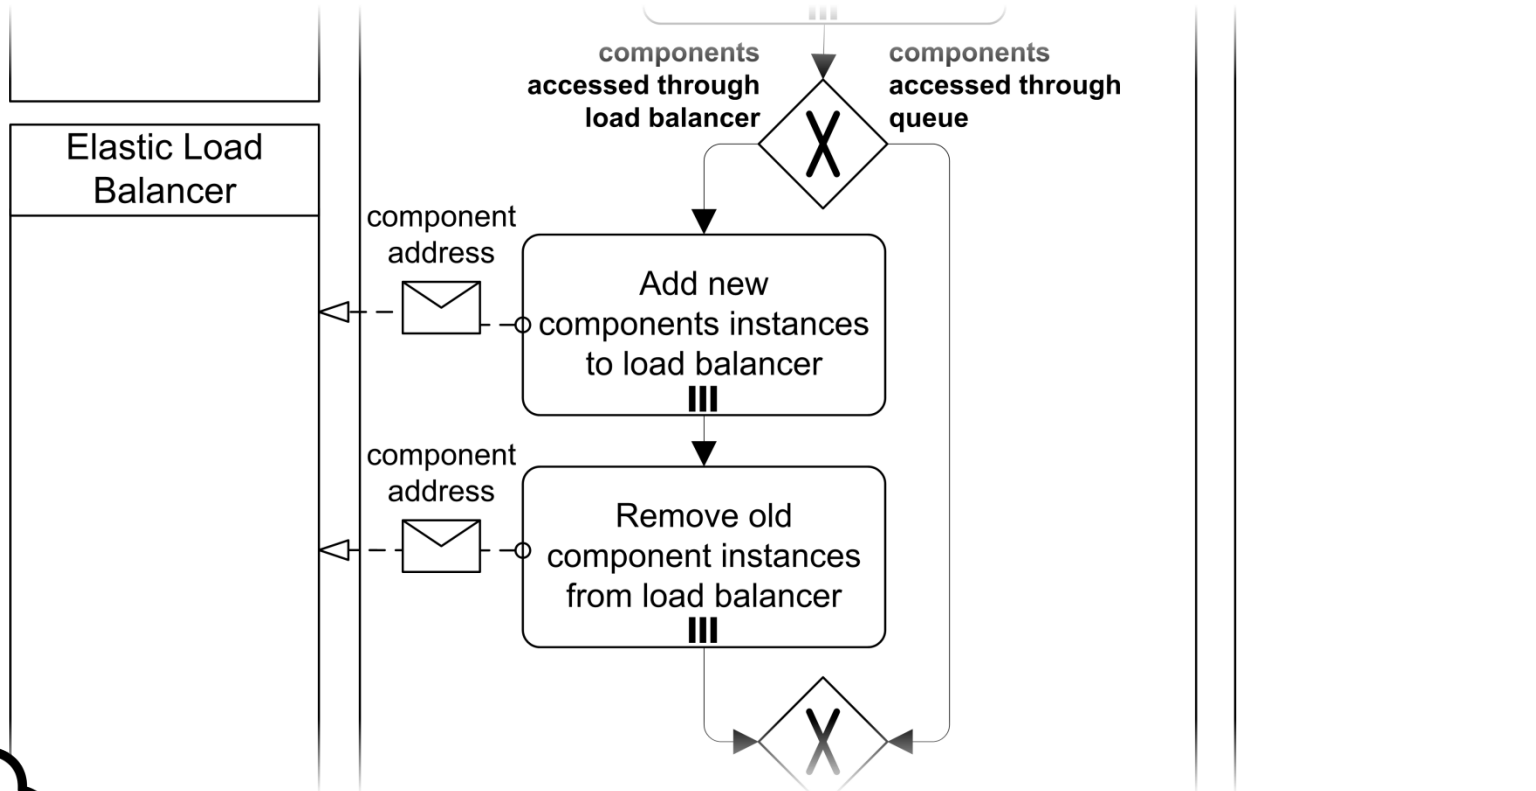 components
accessed through
load balancer
components
accessed through
queue
Elastic Load
Balancer
component
address
Add new
components instances
to load balancer
component
address
Remove old
component instances
from load balancer